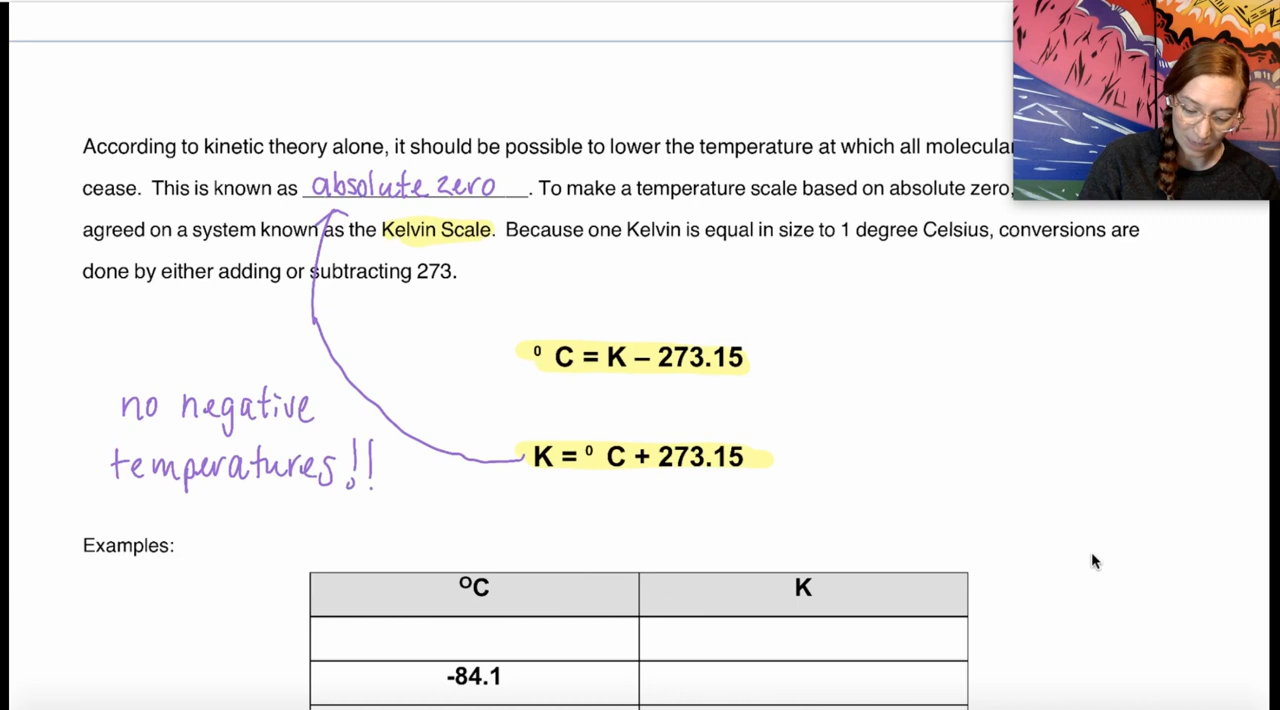 According to kinetic theory alone, it should be possible to lower the temperature at which all molecular
cease. This is known as absolute zero. To make a temperature scale based on absolute zero,
agreed on a system known as the Kelvin Scale. Because one Kelvin is equal in size to 1 degree Celsius, conversions are
done by either adding or subtracting 273.
⁰ C = K – 273.15
no negative
temperatures!!
K = ⁰ C + 273.15
Examples:
ᴼC K
-84.1